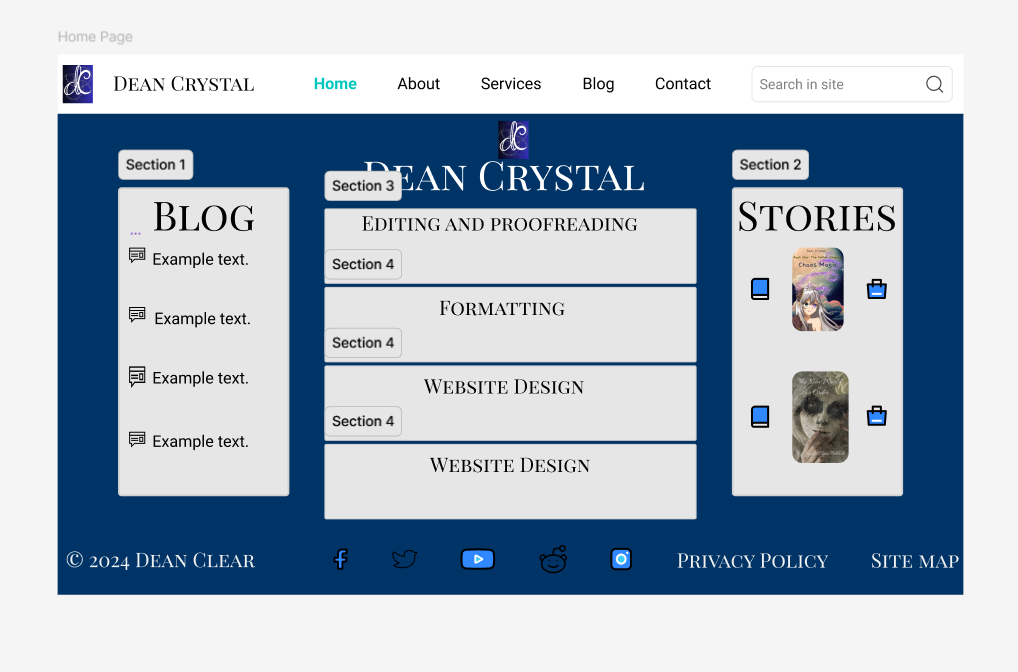 Home Page
dC DEAN CRYSTAL Home About Services Blog Contact Search in site
dC
DEAN CRYSTAL
Section 1
BLOG
...
Example text.
Example text.
Example text.
Example text.
Section 3
EDITING AND PROOFREADING
Section 4
FORMATTING
Section 4
WEBSITE DESIGN
Section 4
WEBSITE DESIGN
Section 2
STORIES
Chaos Magic
© 2024 DEAN CLEAR PRIVACY POLICY SITE MAP